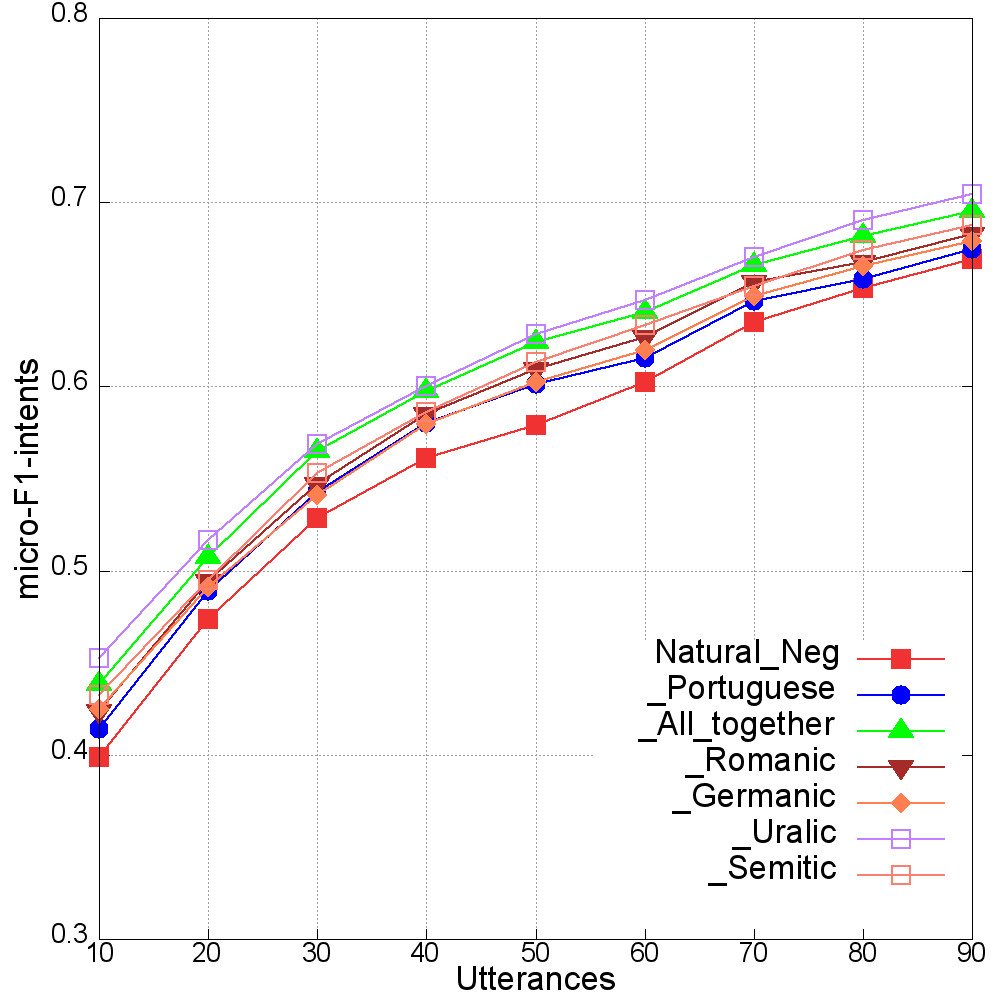 0.8
0.7
0.6
0.5
0.4
0.3
micro-F1-intents
Natural_Neg
_Portuguese
_All_together
_Romanic
_Germanic
_Uralic
_Semitic
10 20 30 40 50 60 70 80 90
Utterances